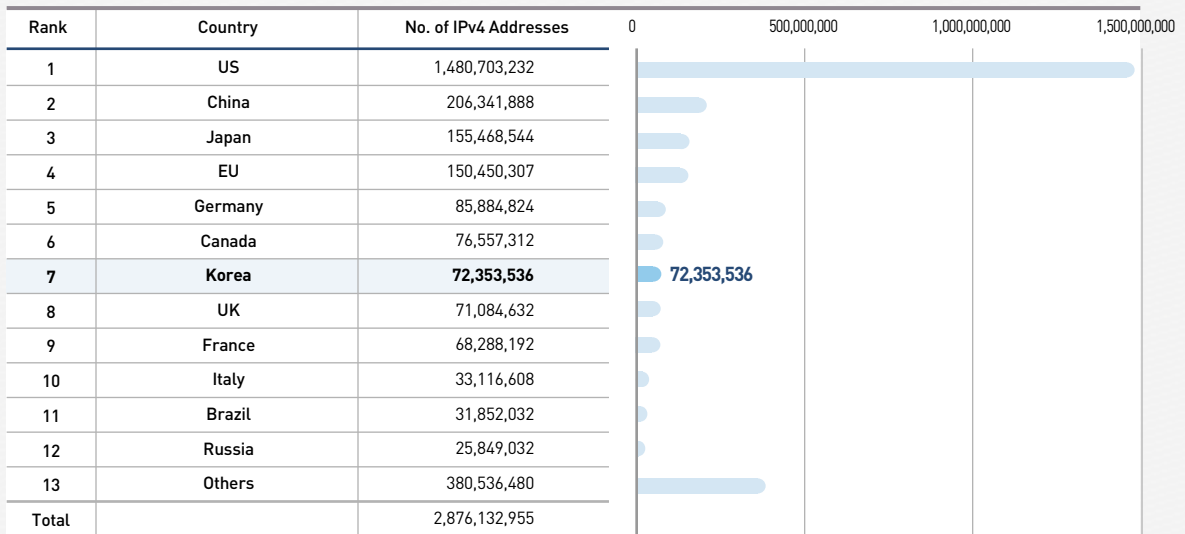 Rank Country No. of IPv4 Addresses 0 500,000,000 1,000,000,000 1,500,000,000
1 US 1,480,703,232
2 China 206,341,888
3 Japan 155,468,544
4 EU 150,450,307
5 Germany 85,884,824
6 Canada 76,557,312
7 Korea 72,353,536 72,353,536
8 UK 71,084,632
9 France 68,288,192
10 Italy 33,116,608
11 Brazil 31,852,032
12 Russia 25,849,032
13 Others 380,536,480
Total 2,876,132,955